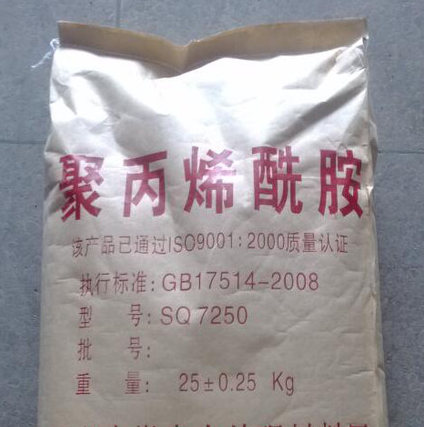 聚丙烯酰胺
该产品已通过ISO9001:2000质量认证
执行标准:GB17514-2008
型 号:SQ7250
批 号:
重 量: 25±0.25 Kg